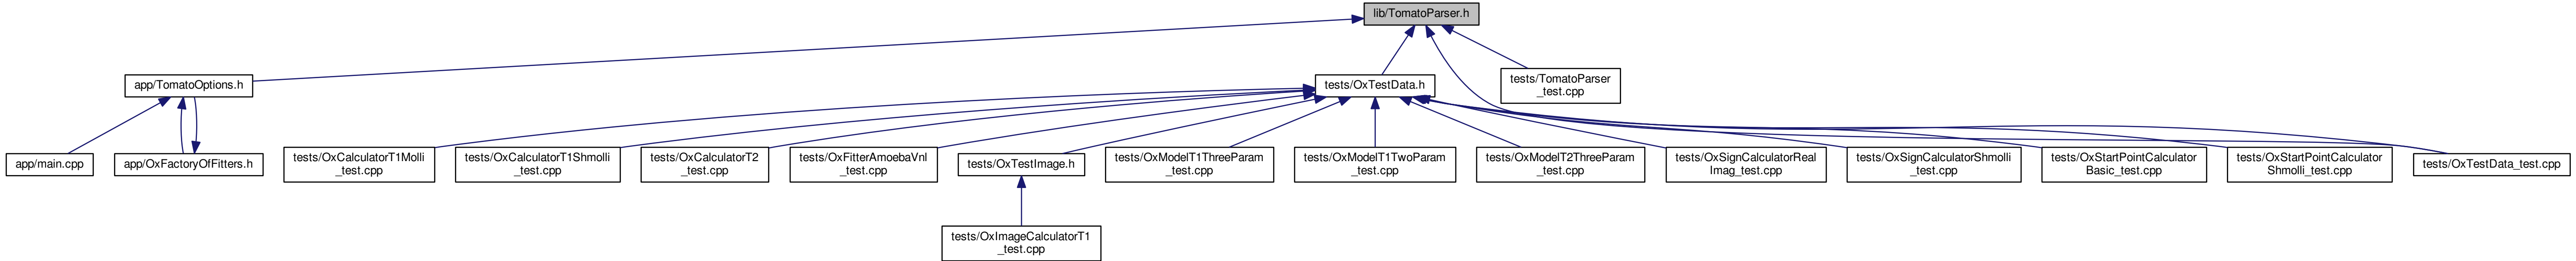 lib/TomatoParser.h
app/TomatoOptions.h
tests/OxTestData.h
tests/TomatoParser
_test.cpp
app/main.cpp
app/OxFactoryOfFitters.h
tests/OxCalculatorT1Molli
_test.cpp
tests/OxCalculatorT1Shmolli
_test.cpp
tests/OxCalculatorT2
_test.cpp
tests/OxFitterAmoebaVnl
_test.cpp
tests/OxTestImage.h
tests/OxModelT1ThreeParam
_test.cpp
tests/OxModelT1TwoParam
_test.cpp
tests/OxModelT2ThreeParam
_test.cpp
tests/OxSignCalculatorReal
Imag_test.cpp
tests/OxSignCalculatorShmolli
_test.cpp
tests/OxStartPointCalculator
Basic_test.cpp
tests/OxStartPointCalculator
Shmolli_test.cpp
tests/OxTestData_test.cpp
tests/OxImageCalculatorT1
_test.cpp